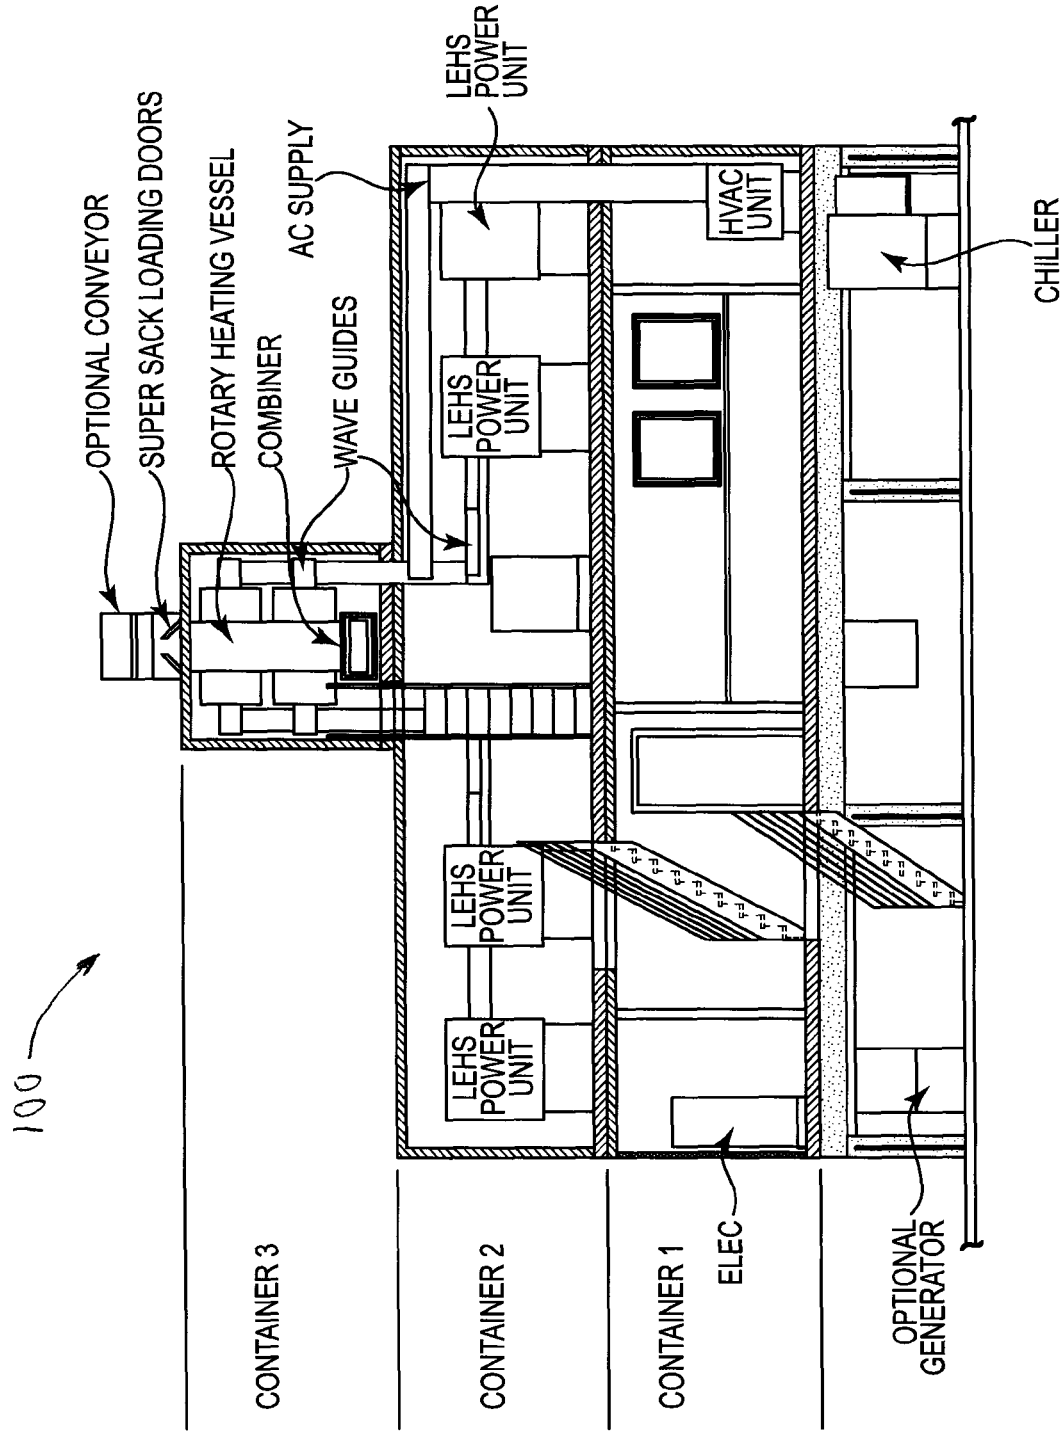 100
OPTIONAL CONVEYOR
SUPER SACK LOADING DOORS
ROTARY HEATING VESSEL
COMBINER
WAVE GUIDES
AC SUPPLY
LEHS
POWER
UNIT
CONTAINER 3
CONTAINER 2
LEHS
POWER
UNIT
LEHS
POWER
UNIT
LEHS
POWER
UNIT
CONTAINER 1
ELEC
HVAC
UNIT
OPTIONAL
GENERATOR
CHILLER